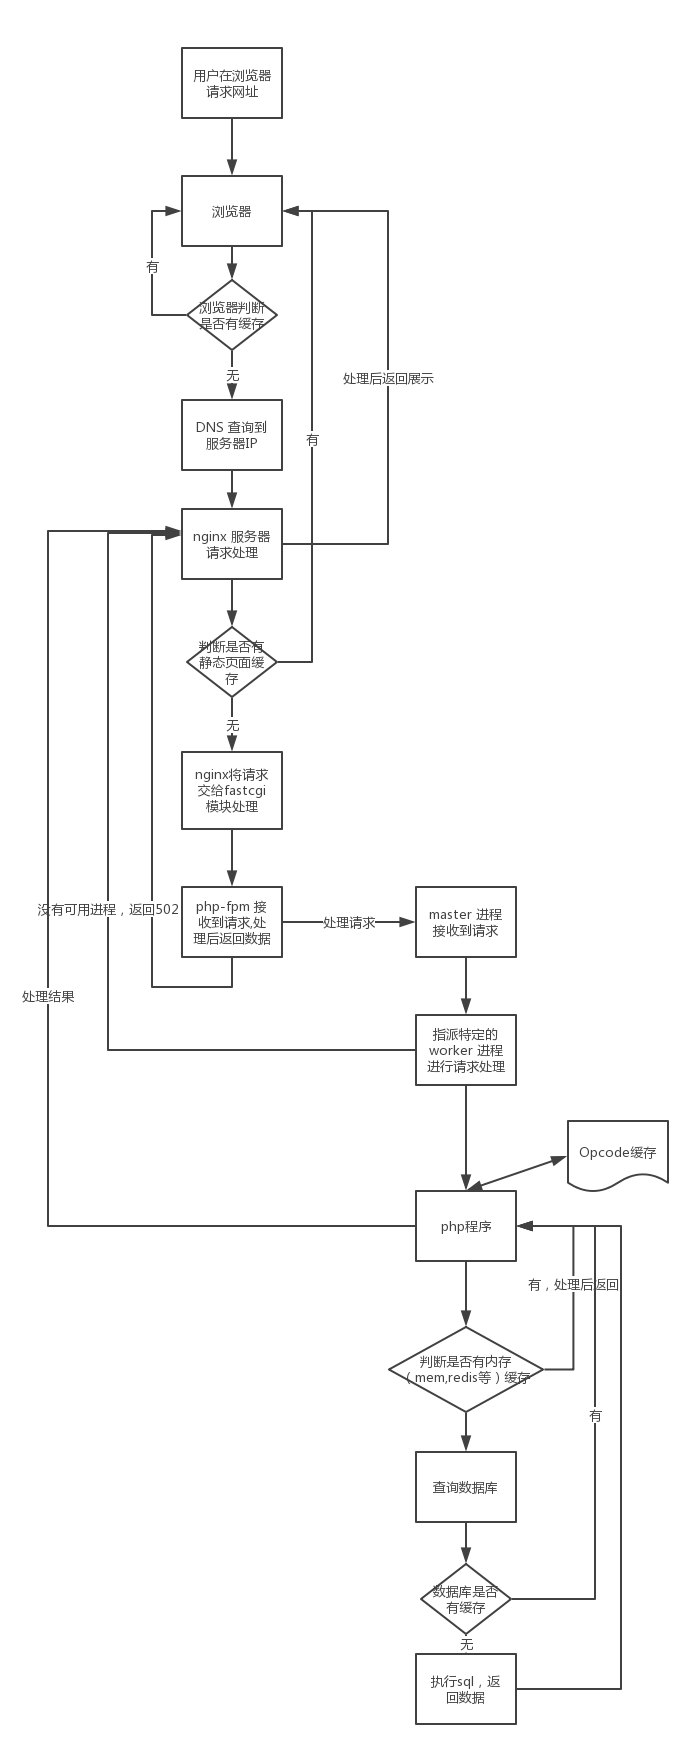 用户在浏览器
请求网址
浏览器
有
浏览器判断
是否有缓存
无
处理后返回展示
DNS 查询到
服务器IP
有
nginx 服务器
请求处理
判断是否有
静态页面缓
存
无
nginx将请求
交给fastcgi
模块处理
没有可用进程，返回502
php-fpm 接
收到请求,处
理后返回数据
处理请求
master 进程
接收到请求
处理结果
指派特定的
worker 进程
进行请求处理
Opcode缓存
php程序
有，处理后返回
判断是否有内存
（mem,redis等）缓存
有
查询数据库
数据库是否
有缓存
无
执行sql，返
回数据